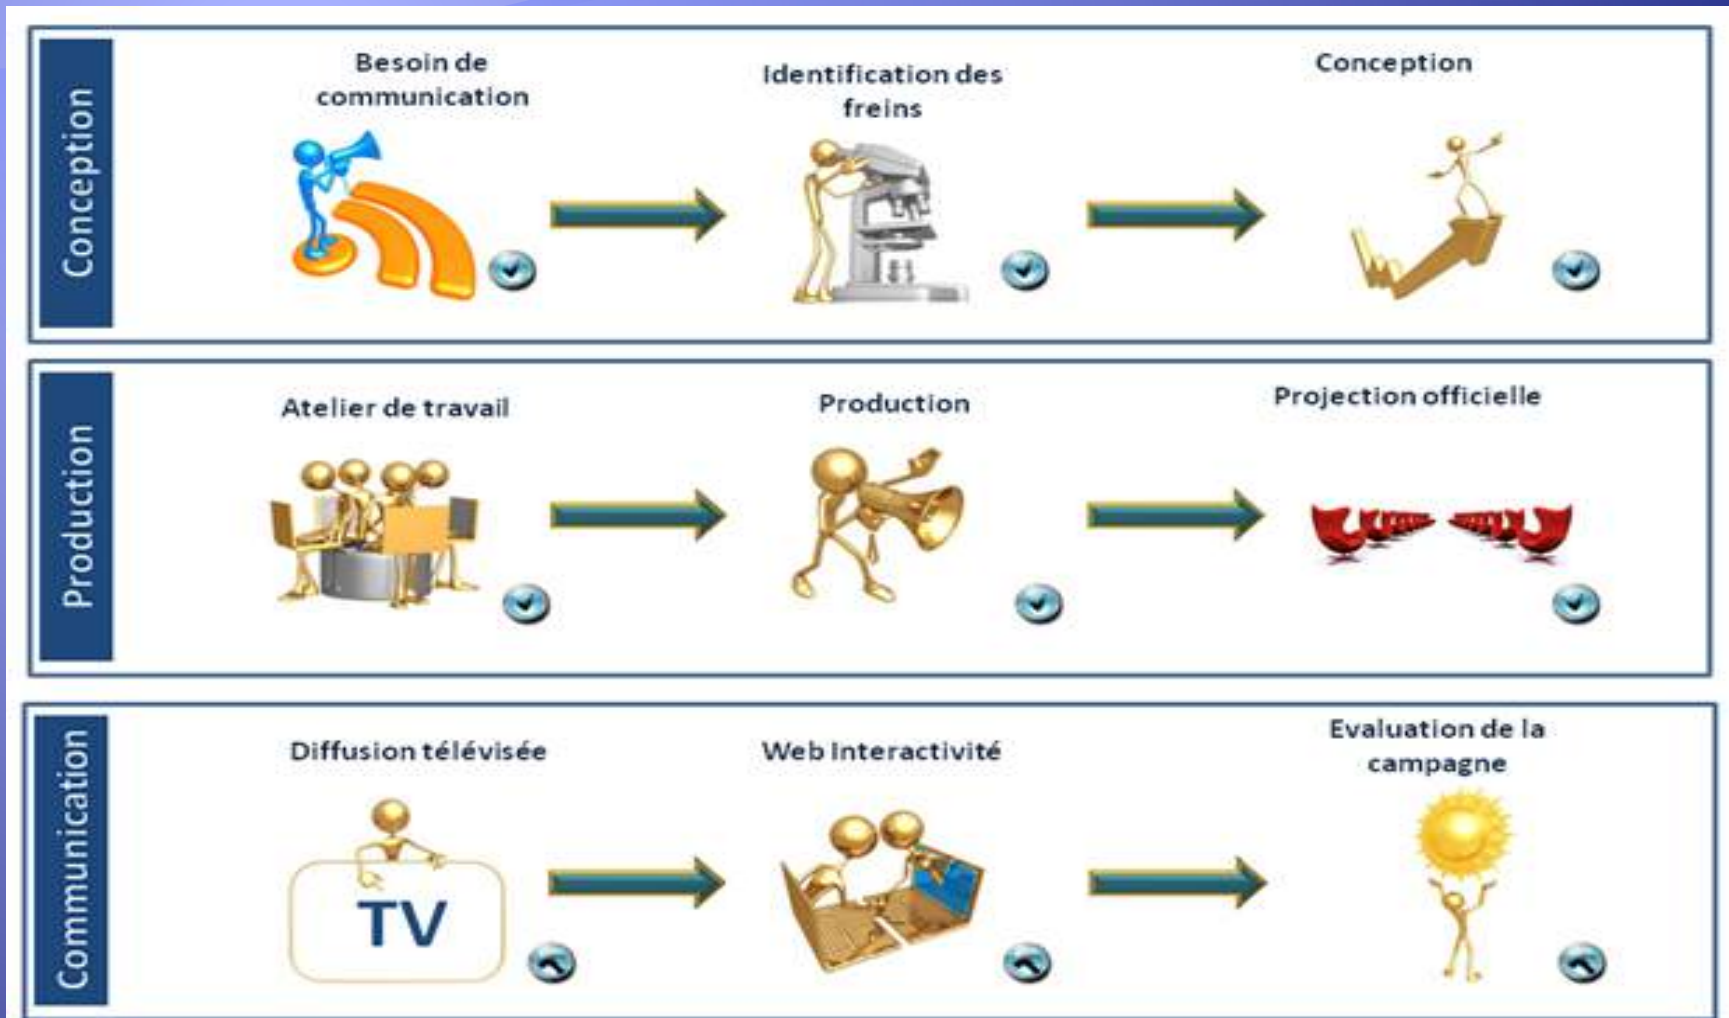 Conception
Besoin de
communication
Identification des
freins
Conception
Production
Atelier de travail
Production
Projection officielle
Communication
Diffusion télévisée
TV
Web Interactivité
Evaluation de la
campagne